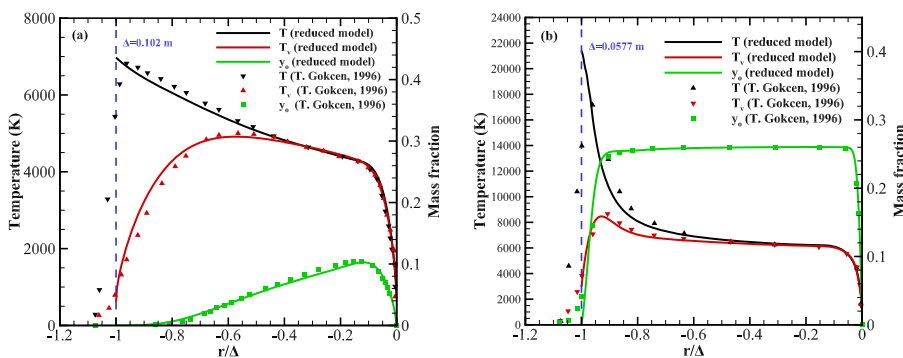 (a)
Δ=0.102 m
T (reduced model)
Tᵥ (reduced model)
yₒ (reduced model)
T (T. Gokcen, 1996)
Tᵥ (T. Gokcen, 1996)
yₒ (T. Gokcen, 1996)
Temperature (K)
8000
6000
4000
2000
0
Mass fraction
0.5
0.4
0.3
0.2
0.1
0
-1.2 -1 -0.8 -0.6 -0.4 -0.2 0
r/Δ
(b)
Δ=0.0577 m
T (reduced model)
Tᵥ (reduced model)
yₒ (reduced model)
T (T. Gokcen, 1996)
Tᵥ (T. Gokcen, 1996)
yₒ (T. Gokcen, 1996)
Temperature (K)
24000
22000
20000
18000
16000
14000
12000
10000
8000
6000
4000
2000
0
Mass fraction
0.4
0.3
0.2
0.1
0
-1.2 -1 -0.8 -0.6 -0.4 -0.2 0
r/Δ